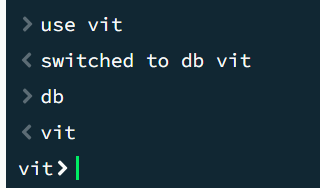 > use vit
< switched to db vit
> db
< vit
vit>